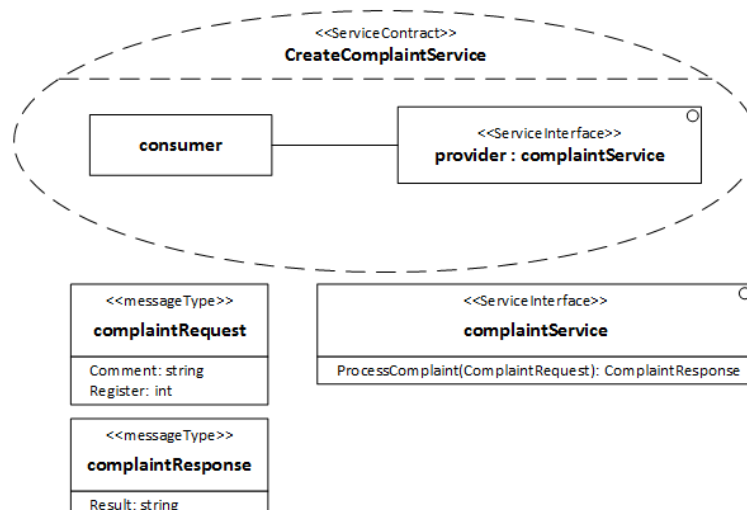 <<ServiceContract>>
CreateComplaintService
consumer
<<ServiceInterface>>
provider : complaintService
<<messageType>>
complaintRequest
Comment: string
Register: int
<<ServiceInterface>>
complaintService
ProcessComplaint(ComplaintRequest): ComplaintResponse
<<messageType>>
complaintResponse
Result: string